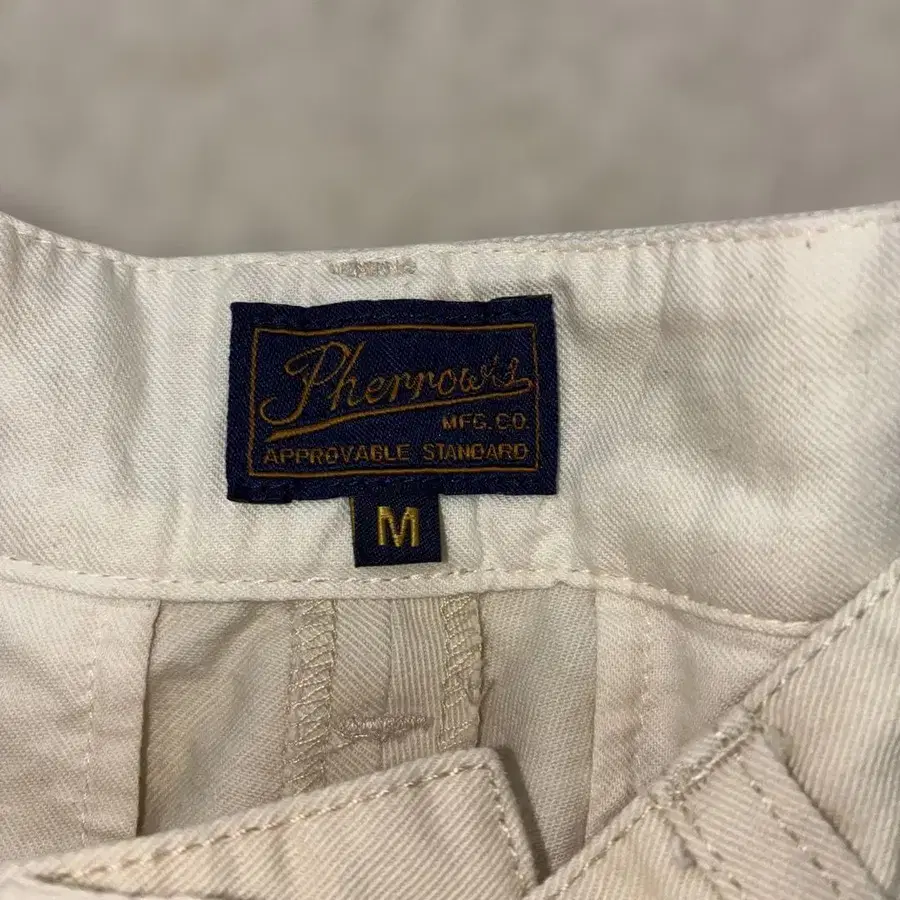 Pherrow's
MFG.CO.
APPROVABLE STANDARD
M